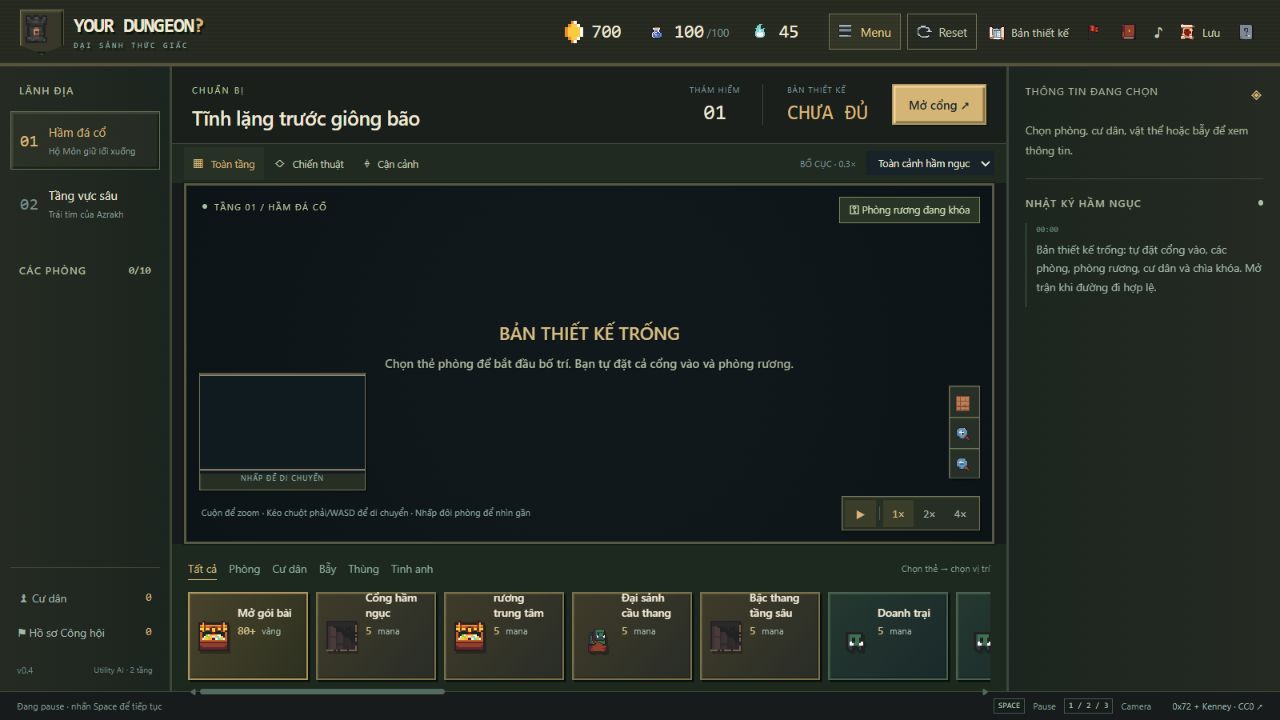 YOUR DUNGEON?
ĐẠI SẢNH THỨC GIẤC
700
100/100
45
Menu
Reset
Bản thiết kế
Lưu
LÃNH ĐỊA
01 Hầm đá cổ
Hộ Môn giữ lối xuống
02 Tầng vực sâu
Trái tim của Azrakh
CÁC PHÒNG 0/10
Cư dân 0
Hồ sơ Công hội 0
v0.4 Utility AI · 2 tầng
CHUẨN BỊ
Tĩnh lặng trước giông bão
THÁM HIỂM
01
BẢN THIẾT KẾ
CHƯA ĐỦ
Mở cổng ↗
Toàn tầng
Chiến thuật
Cận cảnh
BỐ CỤC · 0.3×
Toàn cảnh hầm ngục
TẦNG 01 / HẦM ĐÁ CỔ
Phòng rương đang khóa
BẢN THIẾT KẾ TRỐNG
Chọn thẻ phòng để bắt đầu bố trí. Bạn tự đặt cả cổng vào và phòng rương.
NHẤP ĐỂ DI CHUYỂN
Cuộn để zoom · Kéo chuột phải/WASD để di chuyển · Nhấp đôi phòng để nhìn gần
1× 2× 4×
Tất cả Phòng Cư dân Bẫy Thùng Tinh anh
Chọn thẻ → chọn vị trí
Mở gói bài
80+ vàng
Cổng hầm
ngục
5 mana
rương
trung tâm
5 mana
Đại sảnh
cầu thang
5 mana
Bậc thang
tầng sâu
5 mana
Doanh trại
5 mana
THÔNG TIN ĐANG CHỌN
Chọn phòng, cư dân, vật thể hoặc bẫy để xem
thông tin.
NHẬT KÝ HẦM NGỤC
00:00
Bản thiết kế trống: tự đặt cổng vào, các
phòng, phòng rương, cư dân và chìa khóa. Mở
trận khi đường đi hợp lệ.
Đang pause · nhấn Space để tiếp tục
SPACE Pause 1 / 2 / 3 Camera 0x72 + Kenney · CC0 ↗